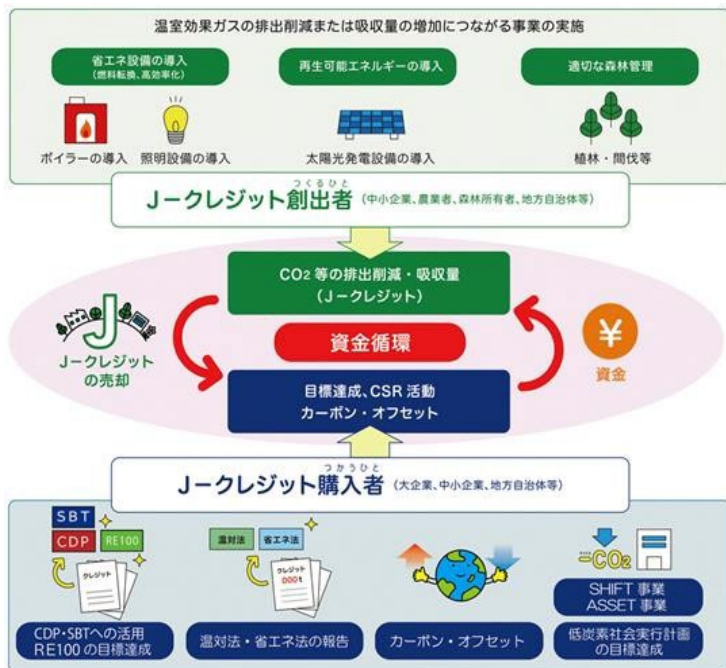 温室効果ガスの排出削減または吸収量の増加につながる事業の実施
省エネ設備の導入
(燃料転換、高効率化)
再生可能エネルギーの導入
適切な森林管理
ボイラーの導入
照明設備の導入
太陽光発電設備の導入
植林・間伐等
つくるひと
Jークレジット創出者(中小企業、農業者、森林所有者、地方自治体等)
CO2 等の排出削減・吸収量
(Jークレジット)
J
Jークレジット
の売却
資金循環
¥
資金
目標達成、CSR 活動
カーボン・オフセット
つかうひと
Jークレジット購入者(大企業、中小企業、地方自治体等)
SBT
CDP
RE100
クレジット
CDP・SBTへの活用
RE100 の目標達成
温対法
省エネ法
クレジット
000t
温対法・省エネ法の報告
カーボン・オフセット
-CO2
SHIFT 事業
ASSET 事業
低炭素社会実行計画
の目標達成